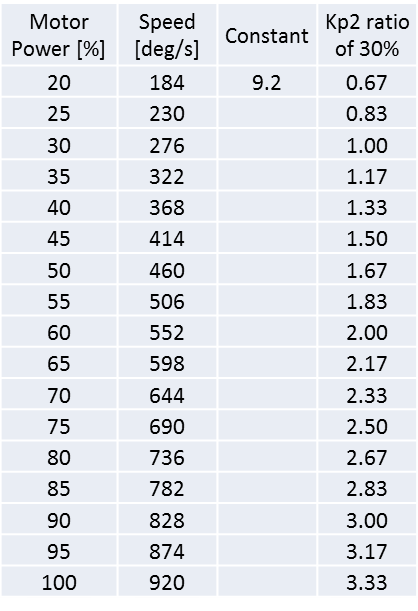 Motor Power [%] Speed [deg/s] Constant Kp2 ratio of 30%
20 184 9.2 0.67
25 230 0.83
30 276 1.00
35 322 1.17
40 368 1.33
45 414 1.50
50 460 1.67
55 506 1.83
60 552 2.00
65 598 2.17
70 644 2.33
75 690 2.50
80 736 2.67
85 782 2.83
90 828 3.00
95 874 3.17
100 920 3.33